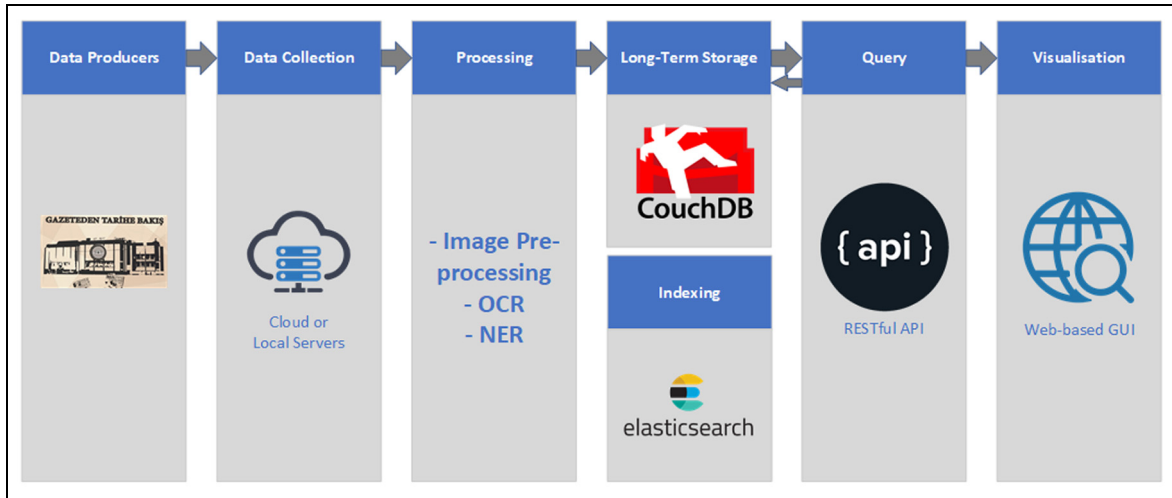 Data Producers
Data Collection
Processing
Long-Term Storage
Query
Visualisation
GAZETEDEN TARİHE BAKIŞ
Cloud or
Local Servers
- Image Pre-
processing
- OCR
- NER
CouchDB
Indexing
elasticsearch
{ api }
RESTful API
Web-based GUI